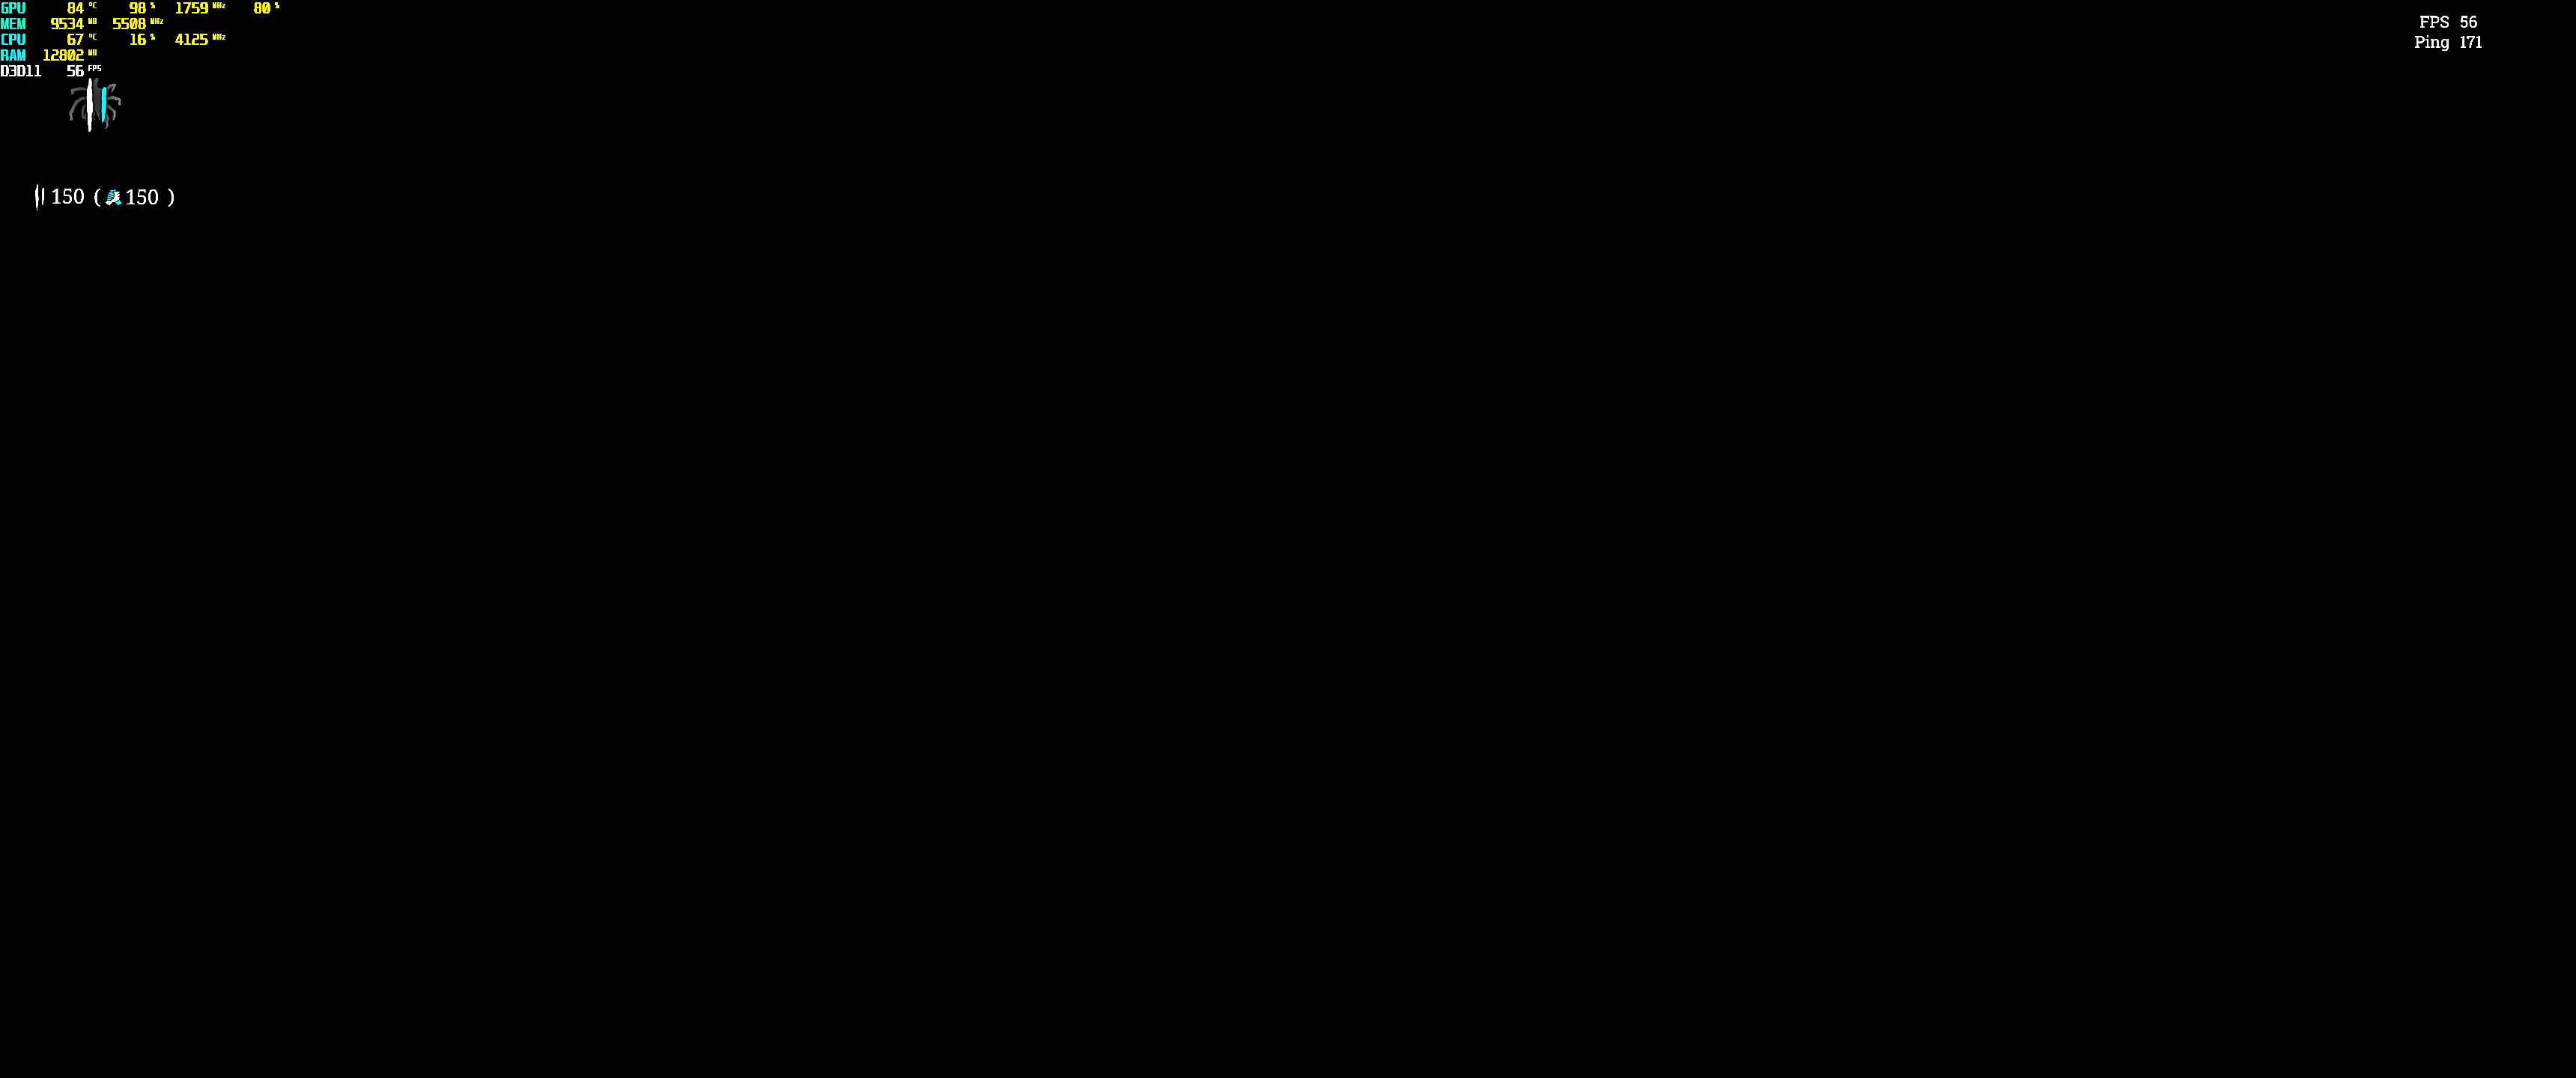 GPU 84 °C 98 % 1759 MHz 80 %
MEM 9534 MB 5508 MHz
CPU 67 °C 16 % 4125 MHz
RAM 12802 MB
D3D11 56 FPS
FPS 56
Ping 171
150 ( 150 )